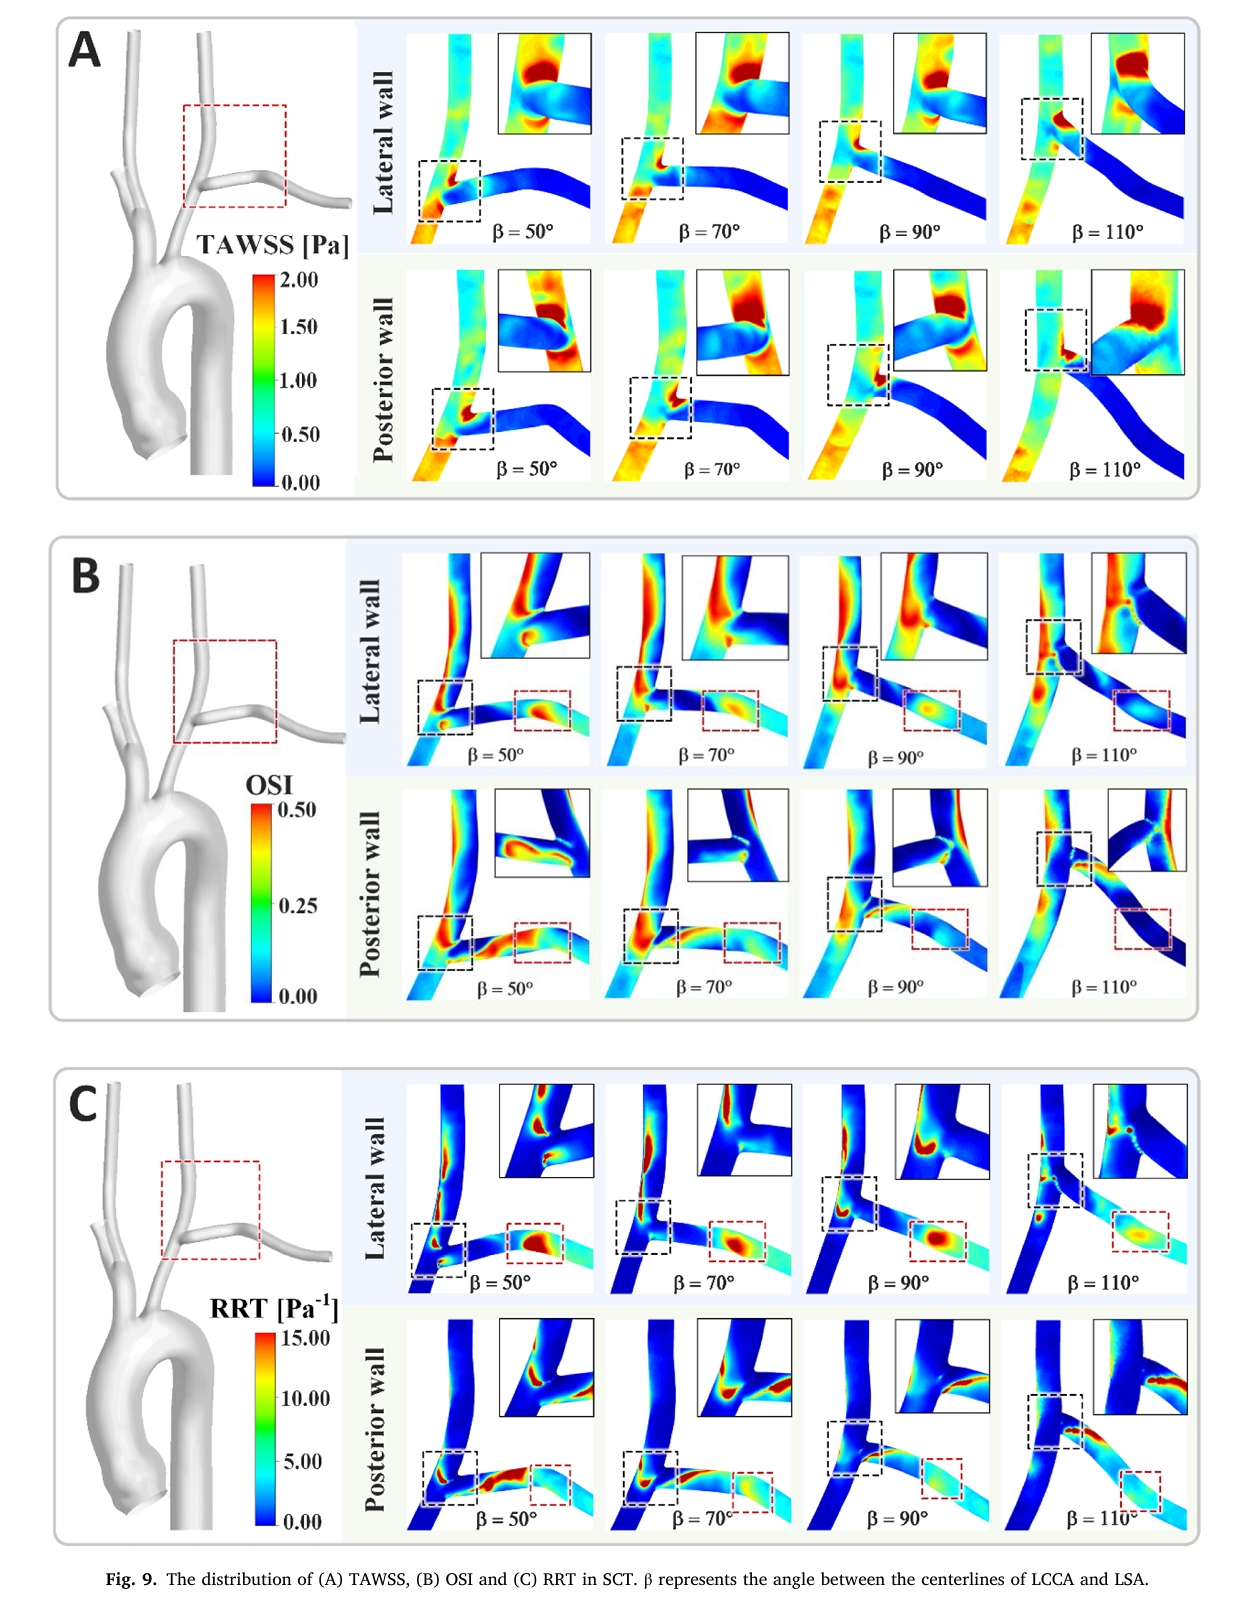 A
Lateral wall
β = 50° β = 70° β = 90° β = 110°
TAWSS [Pa]
2.00
1.50
1.00
0.50
0.00
Posterior wall
β = 50° β = 70° β = 90° β = 110°
B
Lateral wall
β = 50° β = 70° β = 90° β = 110°
OSI
0.50
0.25
0.00
Posterior wall
β = 50° β = 70° β = 90° β = 110°
C
Lateral wall
β = 50° β = 70° β = 90° β = 110°
RRT [Pa⁻¹]
15.00
10.00
5.00
0.00
Posterior wall
β = 50° β = 70° β = 90° β = 110°
Fig. 9. The distribution of (A) TAWSS, (B) OSI and (C) RRT in SCT. β represents the angle between the centerlines of LCCA and LSA.